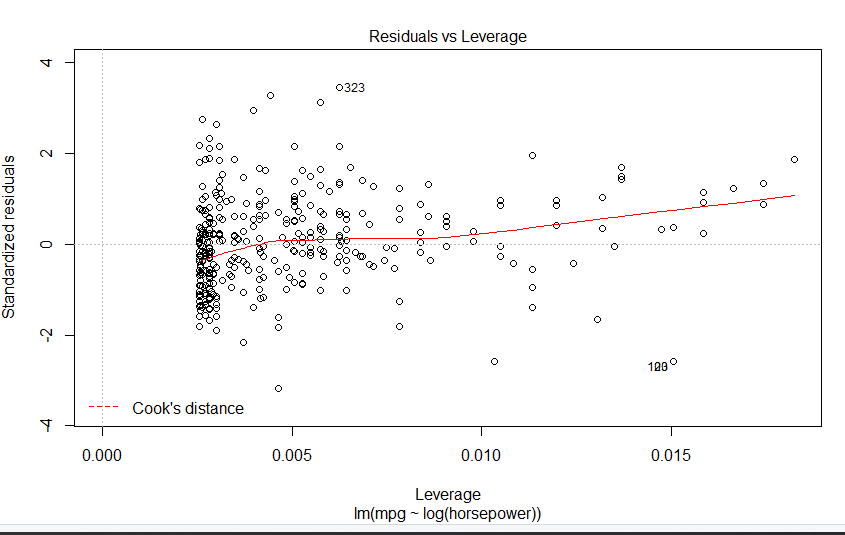 Residuals vs Leverage
Standardized residuals
4
2
0
-2
-4
323
Cook's distance
0.000 0.005 0.010 0.015
Leverage
lm(mpg ~ log(horsepower))